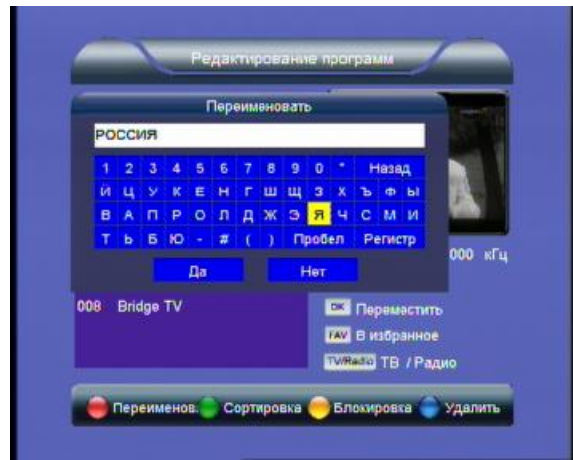 Редактирование программ
Переименовать
РОССИЯ
1 2 3 4 5 6 7 8 9 0 * Назад
Й Ц У К Е Н Г Ш Щ З Х Ъ Ф Ы
В А П Р О Л Д Ж Э Я Ч С М И
Т Ь Б Ю - # ( ) Пробел Регистр
000 кГц
Да Нет
008 Bridge TV
OK Переместить
FAV В избранное
TV/Radio ТВ / Радио
Переименов. Сортировка Блокировка Удалить